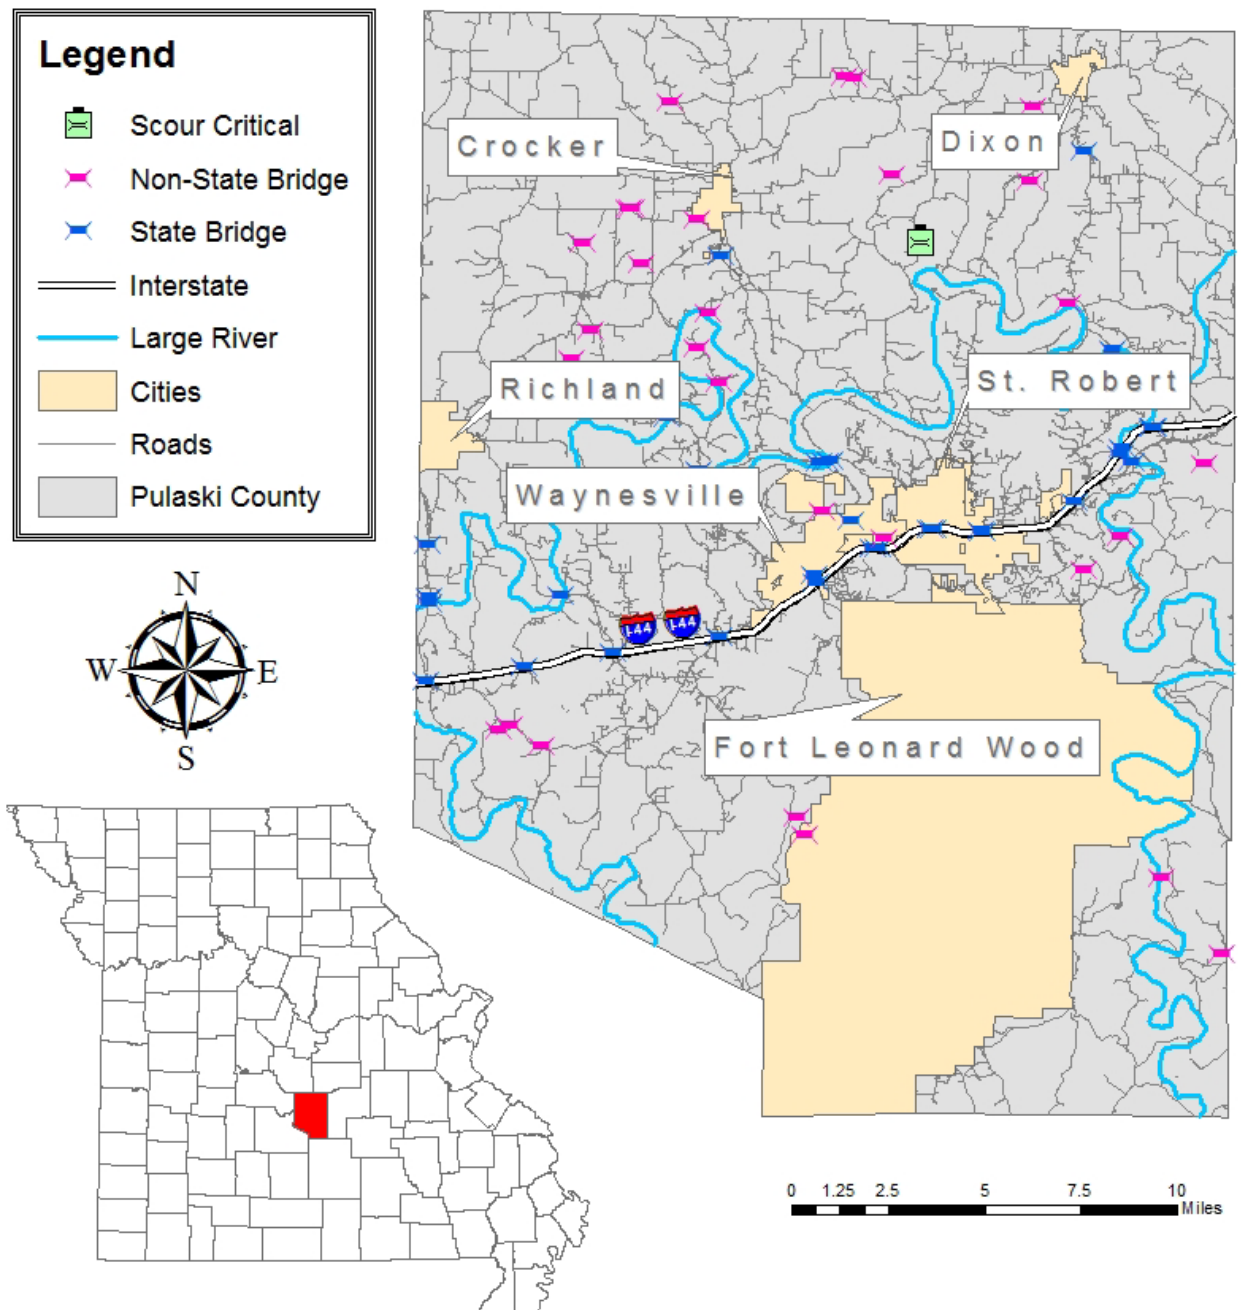 Legend
Scour Critical
Non-State Bridge
State Bridge
Interstate
Large River
Cities
Roads
Pulaski County
Crocker
Dixon
Richland
St. Robert
Waynesville
I-44
I-44
Fort Leonard Wood
N
W
E
S
0 1.25 2.5 5 7.5 10
Miles